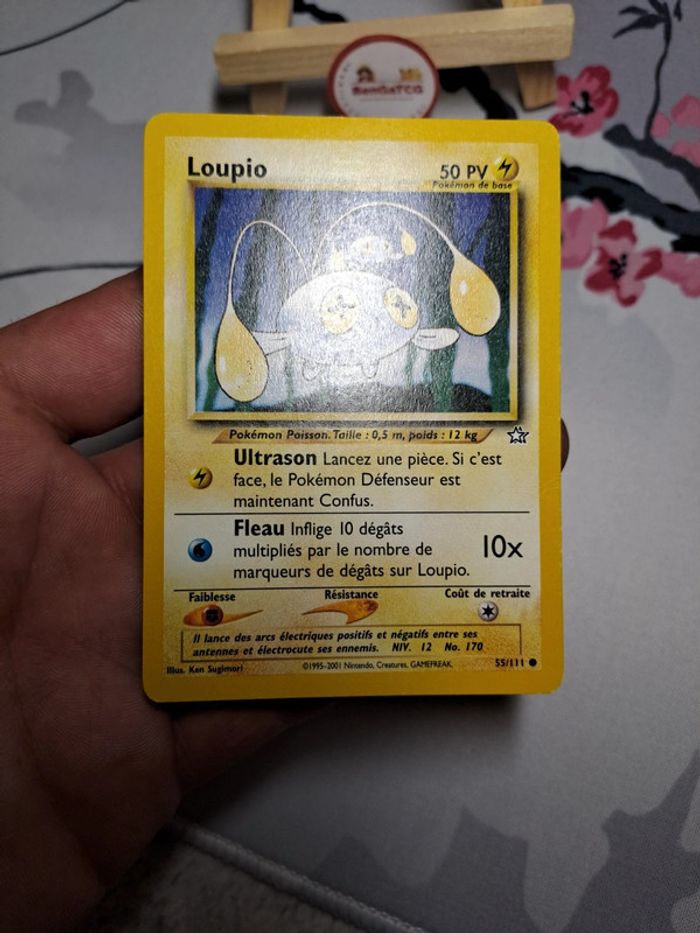 BenGATCG
Loupio
50 PV
Pokémon de base
Pokémon Poisson. Taille : 0,5 m, poids : 12 kg
Ultrason Lancez une pièce. Si c'est
face, le Pokémon Défenseur est
maintenant Confus.
Fleau Inflige 10 dégâts
multipliés par le nombre de
marqueurs de dégâts sur Loupio.
10x
Faiblesse
Résistance
Coût de retraite
Il lance des arcs électriques positifs et négatifs entre ses
antennes et électrocute ses ennemis. NIV. 12 No. 170
Illus. Ken Sugimori
©1995-2001 Nintendo, Creatures, GAMEFREAK.
55/111